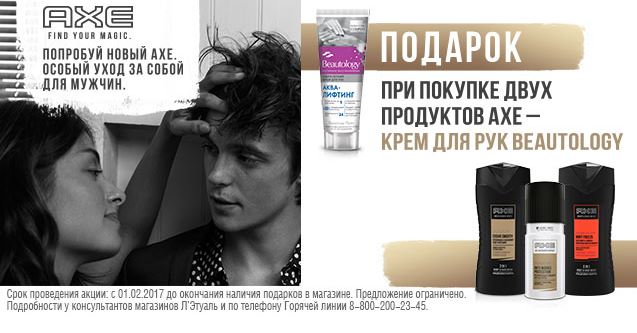 AXE
FIND YOUR MAGIC.
ПОПРОБУЙ НОВЫЙ AXE.
ОСОБЫЙ УХОД ЗА СОБОЙ
ДЛЯ МУЖЧИН.
ПОДАРОК
ПРИ ПОКУПКЕ ДВУХ
ПРОДУКТОВ AXE –
КРЕМ ДЛЯ РУК BEAUTOLOGY
Beautology
АКВА-
ЛИФТИНГ
24
AXE
AXE
AXE
Срок проведения акции: с 01.02.2017 до окончания наличия подарков в магазине. Предложение ограничено.
Подробности у консультантов магазинов Л'Этуаль и по телефону Горячей линии 8-800-200-23-45.